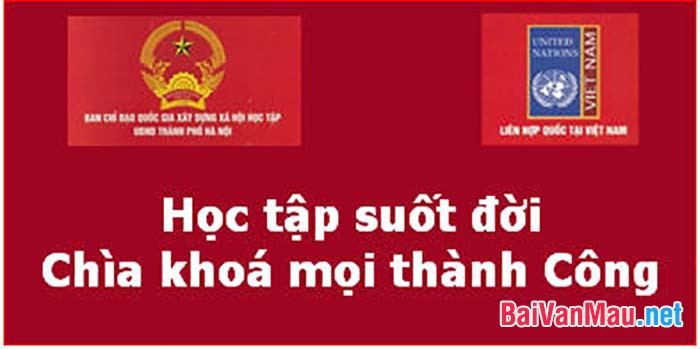 BAN CHỈ ĐẠO QUỐC GIA XÂY DỰNG XÃ HỘI HỌC TẬP
UBND THÀNH PHỐ HÀ NỘI
UNITED
NATIONS
VIET NAM
LIÊN HỢP QUỐC TẠI VIỆT NAM
Học tập suốt đời
Chìa khoá mọi thành Công
BaiVanMau.net